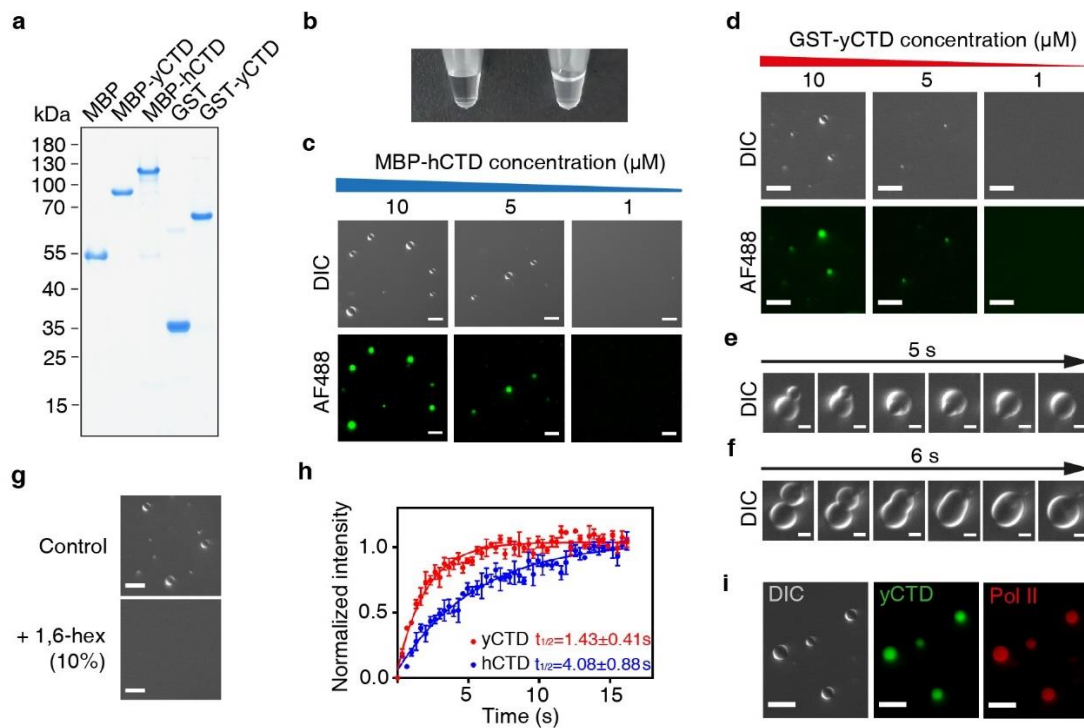 a
MBP
MBP-yCTD
MBP-hCTD
GST
GST-yCTD
kDa
180
130
100
70
55
40
35
25
15
b
c
MBP-hCTD concentration (μM)
10 5 1
DIC
AF488
d
GST-yCTD concentration (μM)
10 5 1
DIC
AF488
e
5 s
DIC
f
6 s
DIC
g
Control
+ 1,6-hex
(10%)
h
Normalized intensity
1.0
0.5
0.0
yCTD t1/2=1.43±0.41s
hCTD t1/2=4.08±0.88s
5 10 15
Time (s)
i
DIC yCTD Pol II